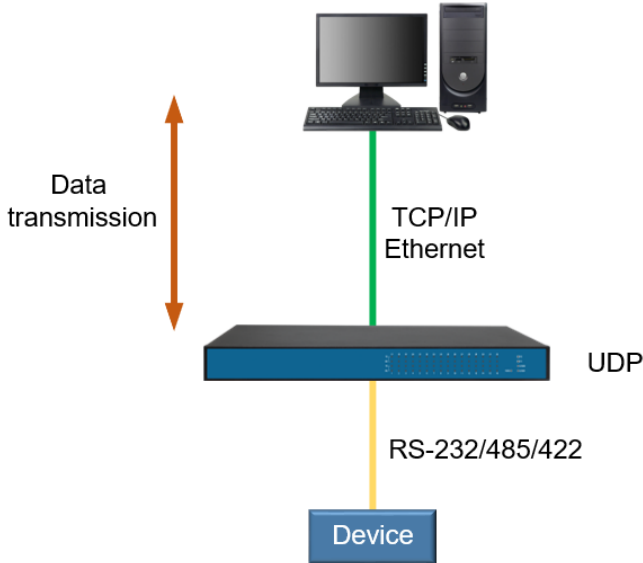 Data
transmission
TCP/IP
Ethernet
UDP
RS-232/485/422
Device